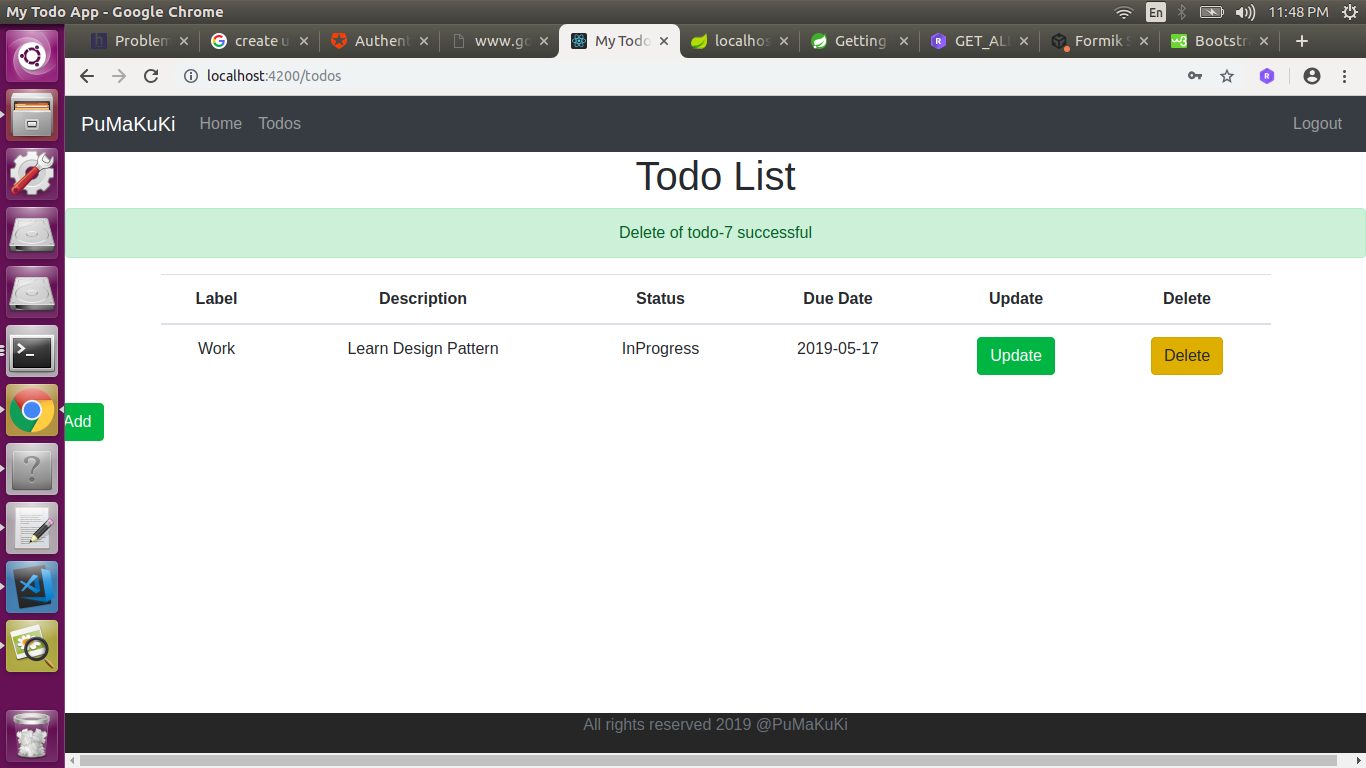 My Todo App - Google Chrome
En
11:48 PM
Problem
create u
Authent
www.go
My Todo
localhos
Getting
GET_ALL
Formik S
Bootstra
localhost:4200/todos
PuMaKuKi Home Todos Logout
Todo List
Delete of todo-7 successful
Label Description Status Due Date Update Delete
Work Learn Design Pattern InProgress 2019-05-17 Update Delete
Add
All rights reserved 2019 @PuMaKuKi